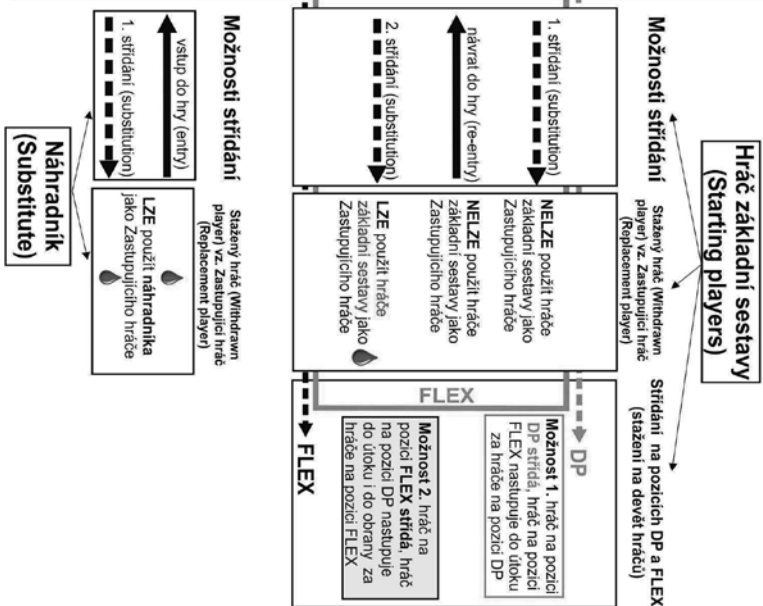 Hráč základní sestavy
(Starting players)
Možnosti střídání
1. střídání (substitution)
návrat do hry (re-entry)
2. střídání (substitution)
Stažený hráč (Withdrawn
player) vz. Zastupující hráč
(Replacement player)
NELZE použít hráče
základní sestavy jako
Zastupujícího hráče
NELZE použít hráče
základní sestavy jako
Zastupujícího hráče
LZE použít hráče
základní sestavy jako
Zastupujícího hráče
Střídání na pozicích DP a FLEX
(stažení na devět hráčů)
DP
Možnost 1. hráč na pozici
DP střídá, hráč na pozici
FLEX nastupuje do útoku
za hráče na pozici DP
FLEX
Možnost 2. hráč na
pozici FLEX střídá, hráč
na pozici DP nastupuje
do útoku i do obrany za
hráče na pozici FLEX
FLEX
Možnosti střídání
vstup do hry (entry)
1. střídání (substitution)
Stažený hráč (Withdrawn
player) vz. Zastupující hráč
(Replacement player)
LZE použít náhradníka
jako Zastupujícího hráče
Náhradník
(Substitute)